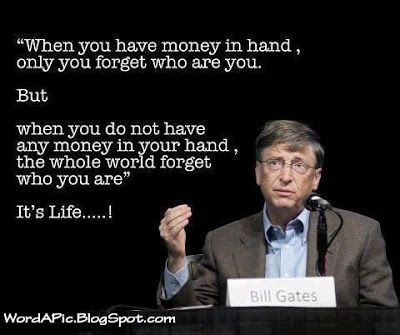 “When you have money in hand ,
only you forget who are you.
But
when you do not have
any money in your hand ,
the whole world forget
who you are”
It’s Life.....!
Bill Gates
WordAPic.BlogSpot.com